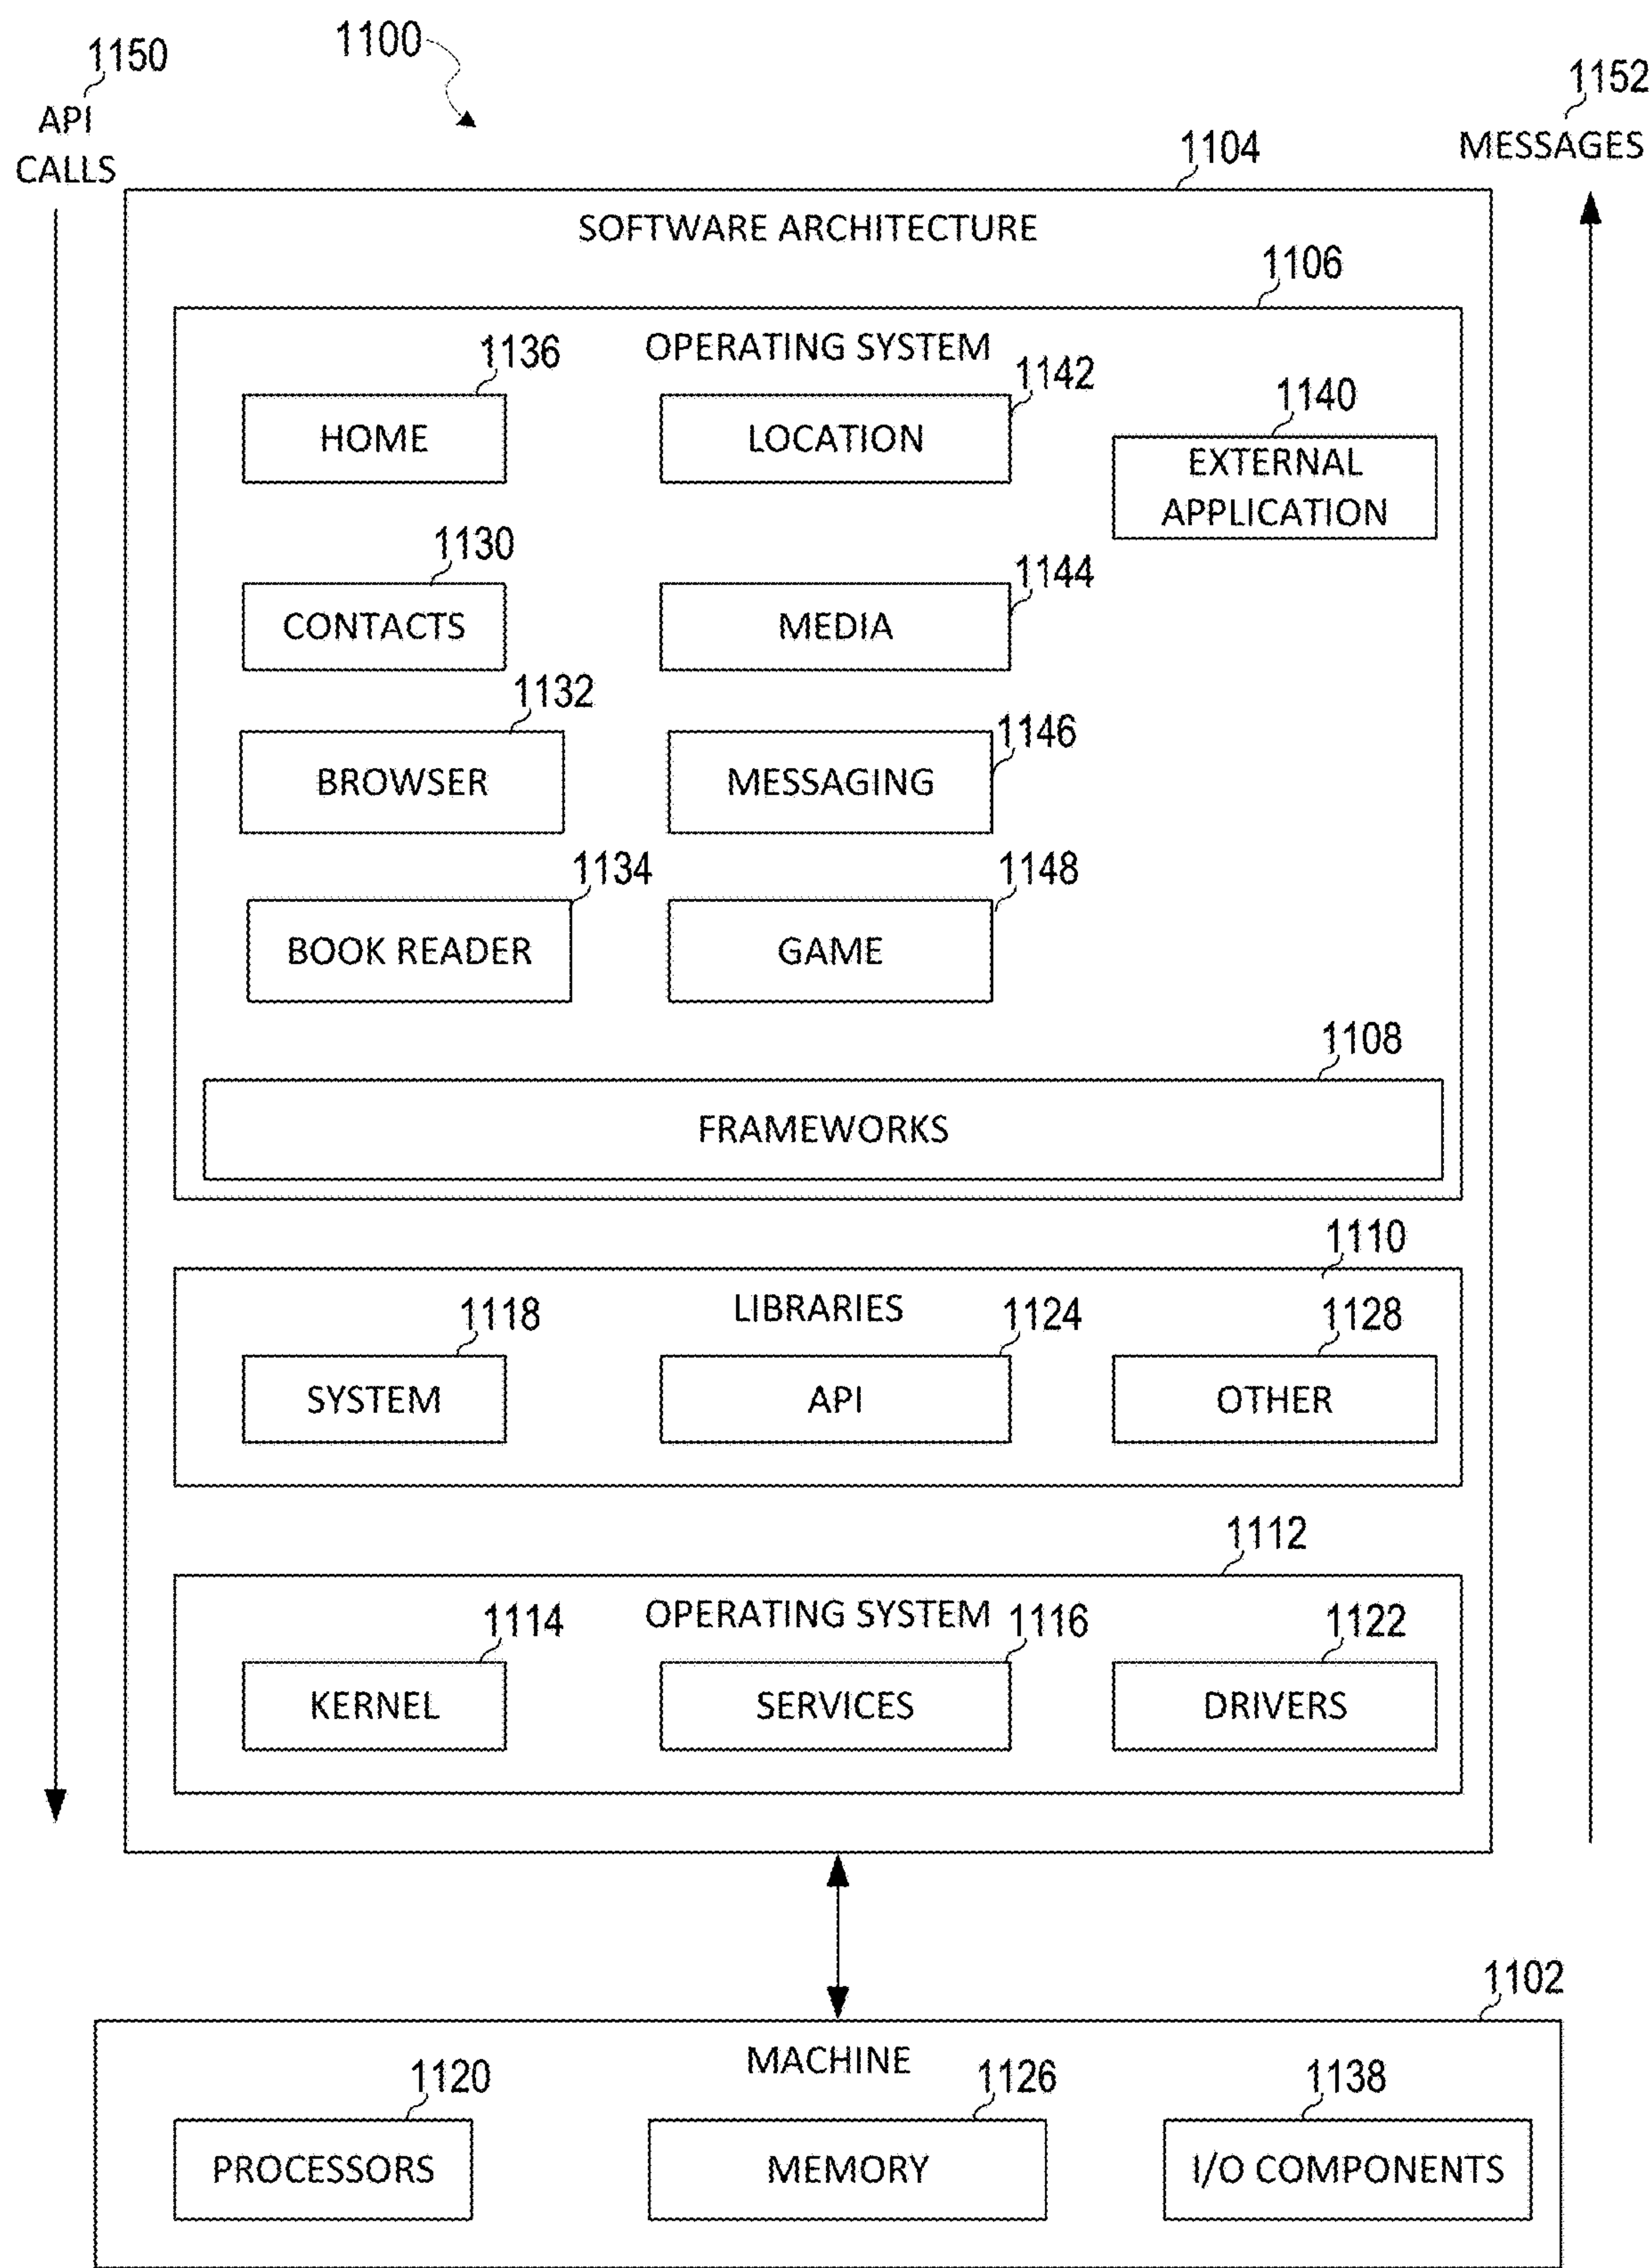 1150
1100
1152
API
CALLS
MESSAGES
1104
SOFTWARE ARCHITECTURE
1106
OPERATING SYSTEM
1136
1142
1140
HOME
LOCATION
EXTERNAL
APPLICATION
1130
1144
CONTACTS
MEDIA
1132
1146
BROWSER
MESSAGING
1134
1148
BOOK READER
GAME
1108
FRAMEWORKS
1110
LIBRARIES
1118
1124
1128
SYSTEM
API
OTHER
1112
OPERATING SYSTEM
1114
1116
1122
KERNEL
SERVICES
DRIVERS
1102
MACHINE
1120
1126
1138
PROCESSORS
MEMORY
I/O COMPONENTS